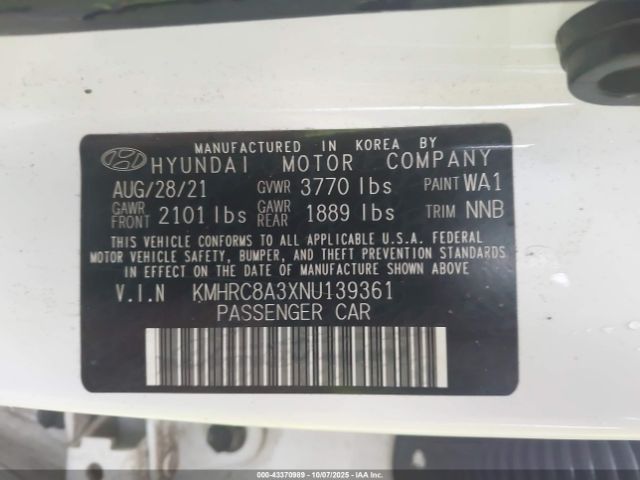 MANUFACTURED IN KOREA BY
HYUNDAI MOTOR COMPANY
AUG/28/21 GVWR 3770 lbs PAINT WA1
GAWR FRONT 2101 lbs GAWR REAR 1889 lbs TRIM NNB
THIS VEHICLE CONFORMS TO ALL APPLICABLE U.S.A. FEDERAL
MOTOR VEHICLE SAFETY, BUMPER, AND THEFT PREVENTION STANDARDS
IN EFFECT ON THE DATE OF MANUFACTURE SHOWN ABOVE
V.I.N KMHRC8A3XNU139361
PASSENGER CAR
000-43370989 | 10/07/2025 | IAA, Inc.